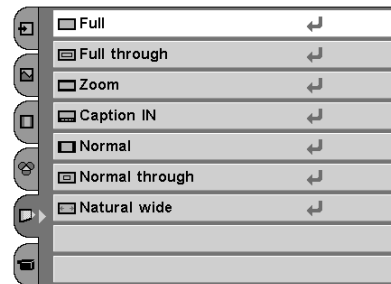 Full
Full through
Zoom
Caption IN
Normal
Normal through
Natural wide